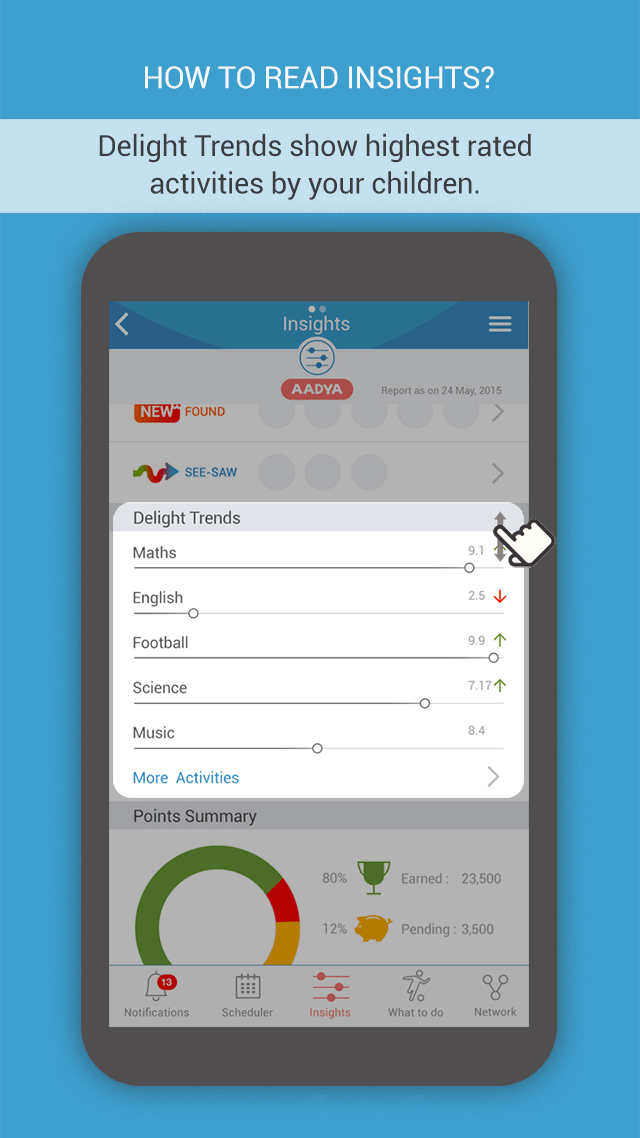 HOW TO READ INSIGHTS?
Delight Trends show highest rated
activities by your children.
Insights
AADYA
Report as on 24 May, 2015
NEW FOUND
SEE-SAW
Delight Trends
Maths 9.1
English 2.5
Football 9.9
Science 7.17
Music 8.4
More Activities
Points Summary
80% Earned : 23,500
12% Pending : 3,500
13
Notifications Scheduler Insights What to do Network